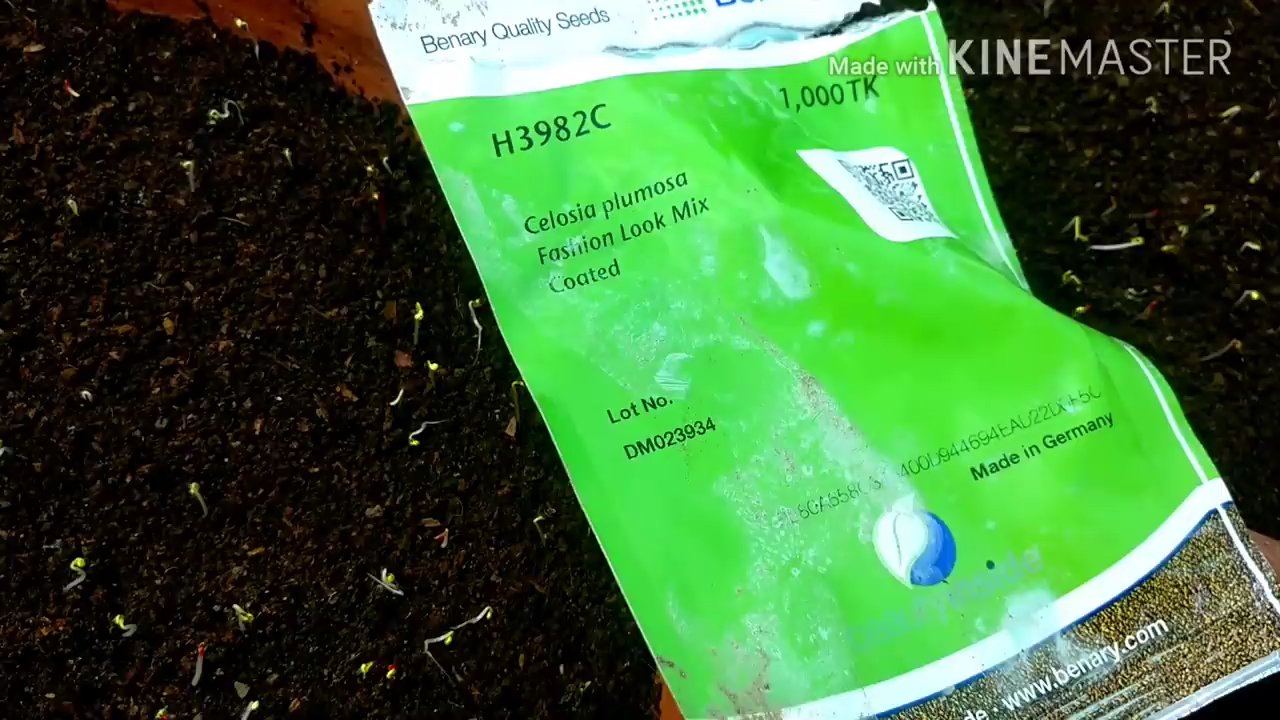 Benary Quality Seeds
Made with KINEMASTER
H3982C
1,000TK
Celosia plumosa
Fashion Look Mix
Coated
Lot No.
DM023934
Made in Germany
www.benary.com